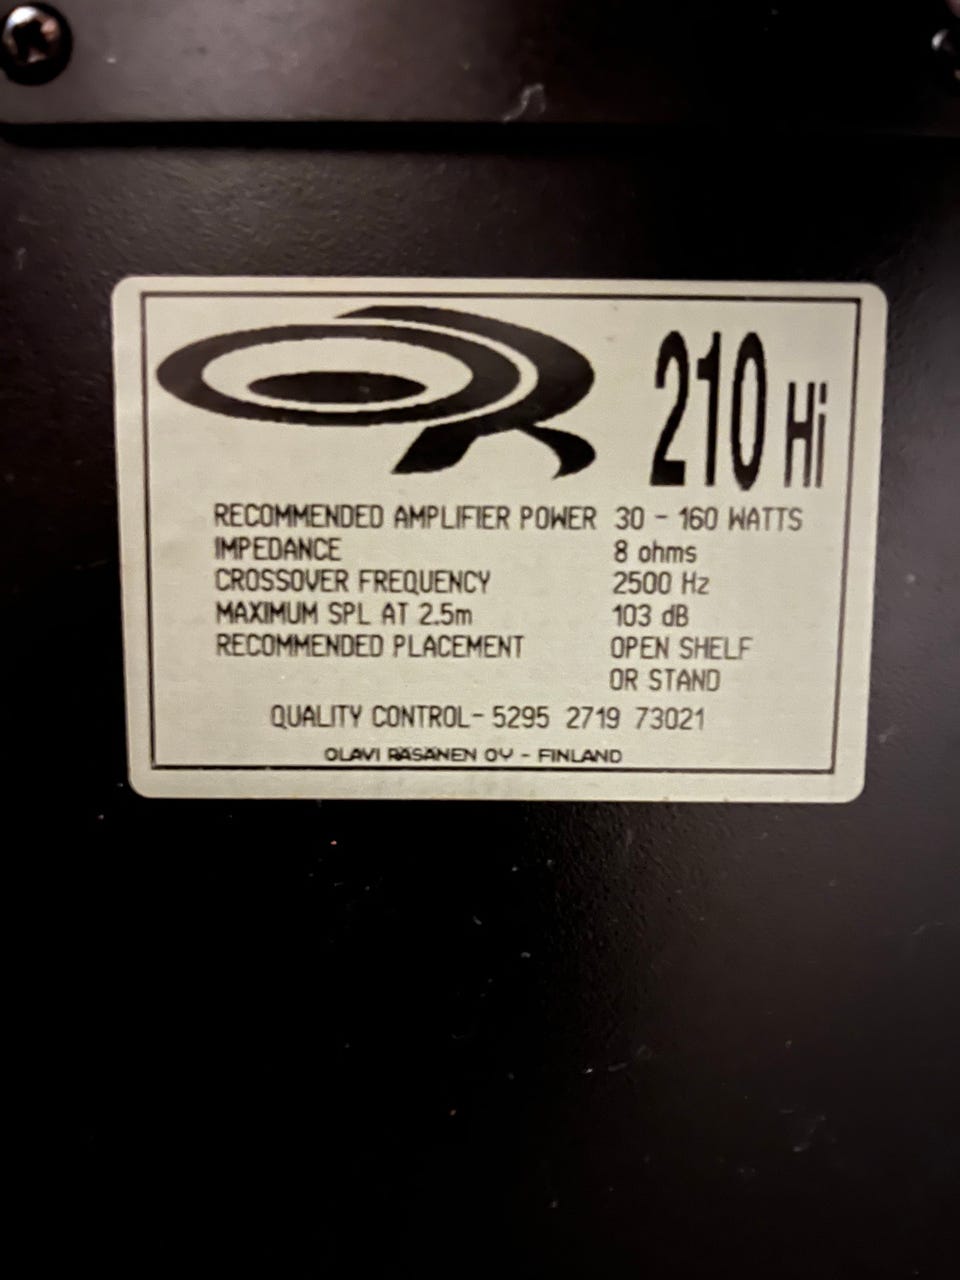 OR 210 Hi
RECOMMENDED AMPLIFIER POWER 30 - 160 WATTS
IMPEDANCE 8 ohms
CROSSOVER FREQUENCY 2500 Hz
MAXIMUM SPL AT 2.5m 103 dB
RECOMMENDED PLACEMENT OPEN SHELF
OR STAND
QUALITY CONTROL- 5295 2719 73021
OLAVI RÄSÄNEN OY - FINLAND